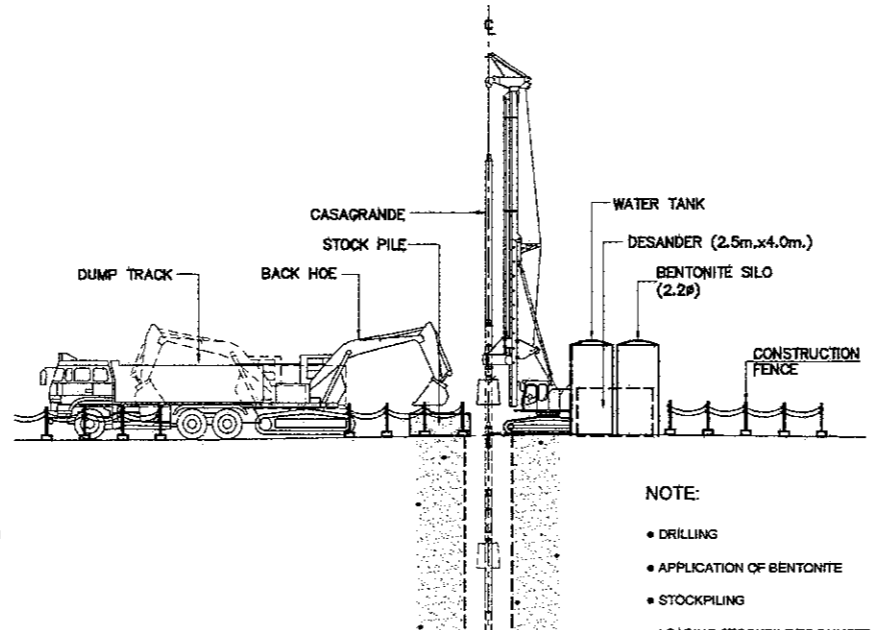 ℄
CASAGRANDE
WATER TANK
STOCK PILE
DESANDER (2.5m.x4.0m.)
DUMP TRACK
BACK HOE
BENTONITE SILO
(2.2ø)
CONSTRUCTION
FENCE
NOTE:
• DRILLING
• APPLICATION OF BENTONITE
• STOCKPILING